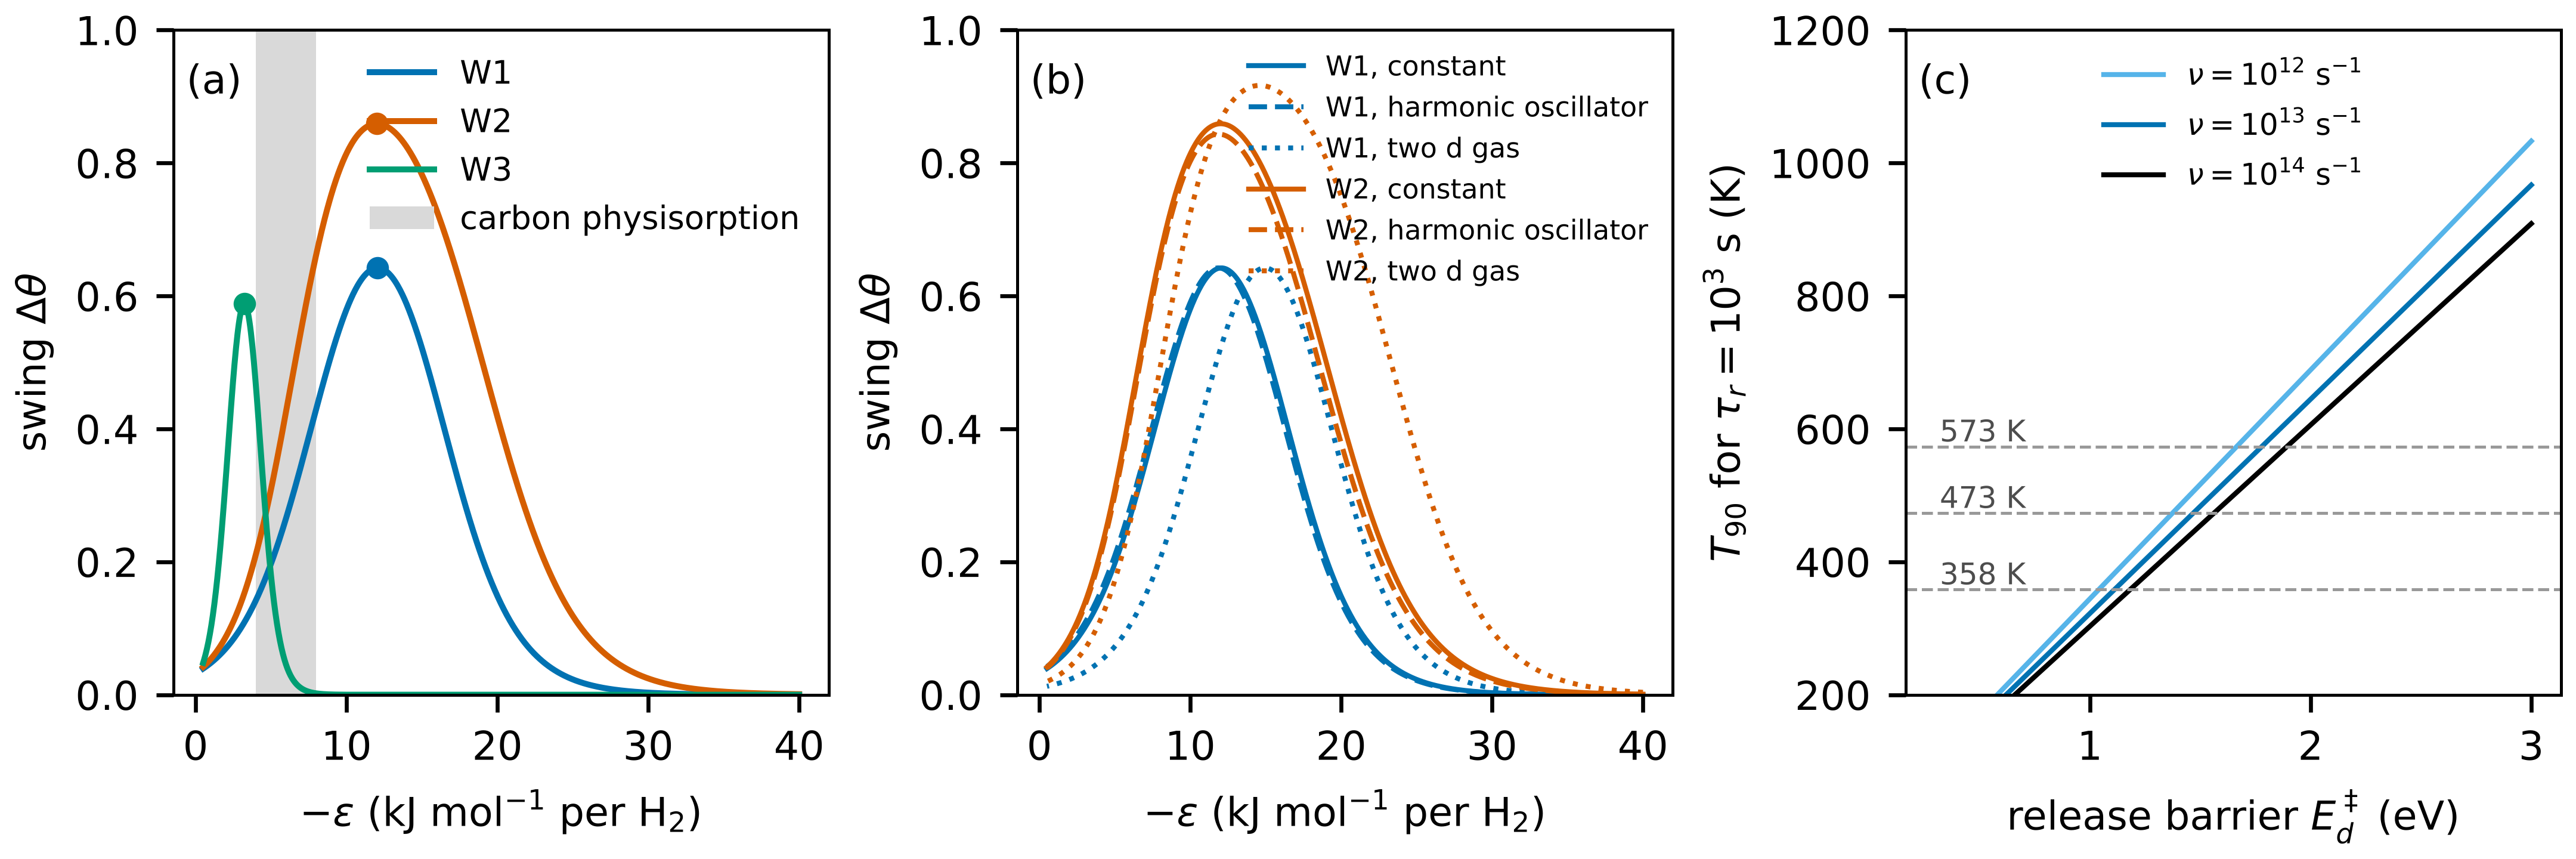 (a)
W1
W2
W3
carbon physisorption
1.0
0.8
0.6
0.4
0.2
0.0
swing Δθ
0 10 20 30 40
−ε (kJ mol⁻¹ per H₂)
(b)
W1, constant
W1, harmonic oscillator
W1, two d gas
W2, constant
W2, harmonic oscillator
W2, two d gas
1.0
0.8
0.6
0.4
0.2
0.0
swing Δθ
0 10 20 30 40
−ε (kJ mol⁻¹ per H₂)
(c)
ν = 10¹² s⁻¹
ν = 10¹³ s⁻¹
ν = 10¹⁴ s⁻¹
1200
1000
800
600
400
200
T₉₀ for τᵣ = 10³ s (K)
573 K
473 K
358 K
1 2 3
release barrier E_d^‡ (eV)